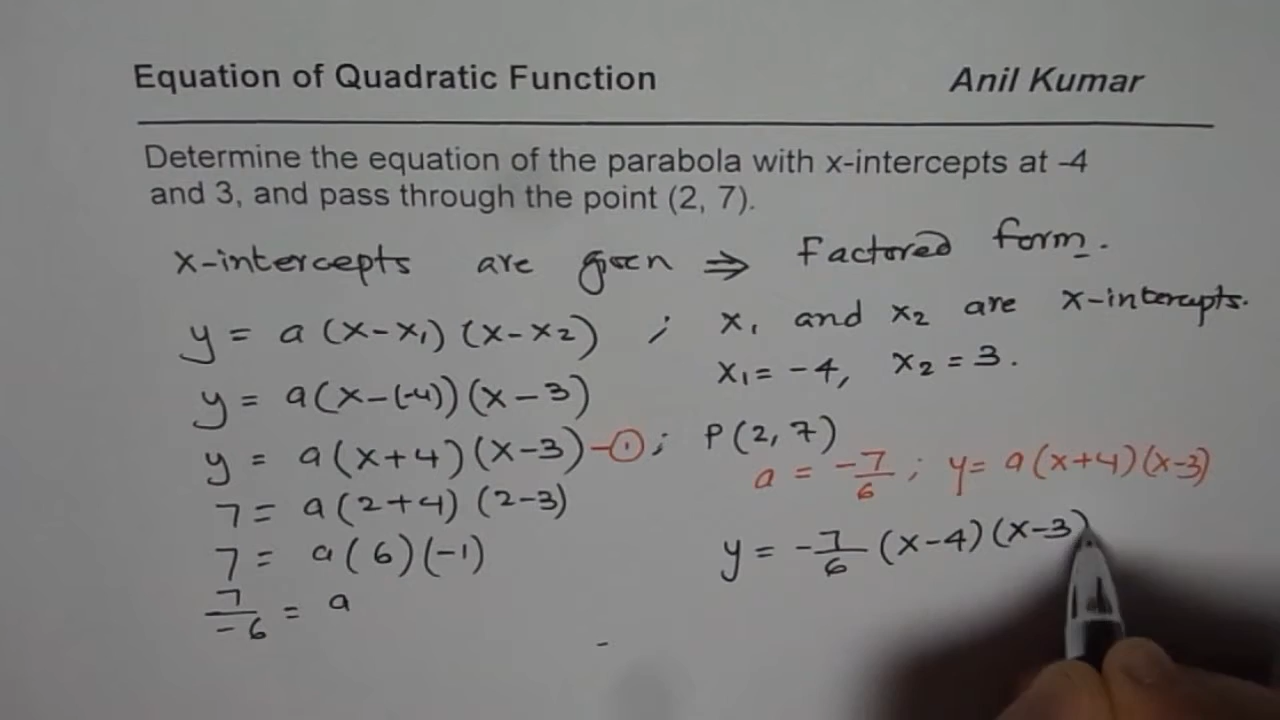 Equation of Quadratic Function Anil Kumar
Determine the equation of the parabola with x-intercepts at -4
and 3, and pass through the point (2, 7).
x-intercepts are given ⇒ Factored form.
y = a(x-x₁)(x-x₂) ; x₁ and x₂ are x-intercepts.
x₁ = -4, x₂ = 3.
y = a(x-(-4))(x-3)
y = a(x+4)(x-3) -① ; P(2, 7)
a = -7/6 ; y = a(x+4)(x-3)
7 = a(2+4)(2-3)
y = -7/6 (x-4)(x-3)
7 = a(6)(-1)
7/-6 = a